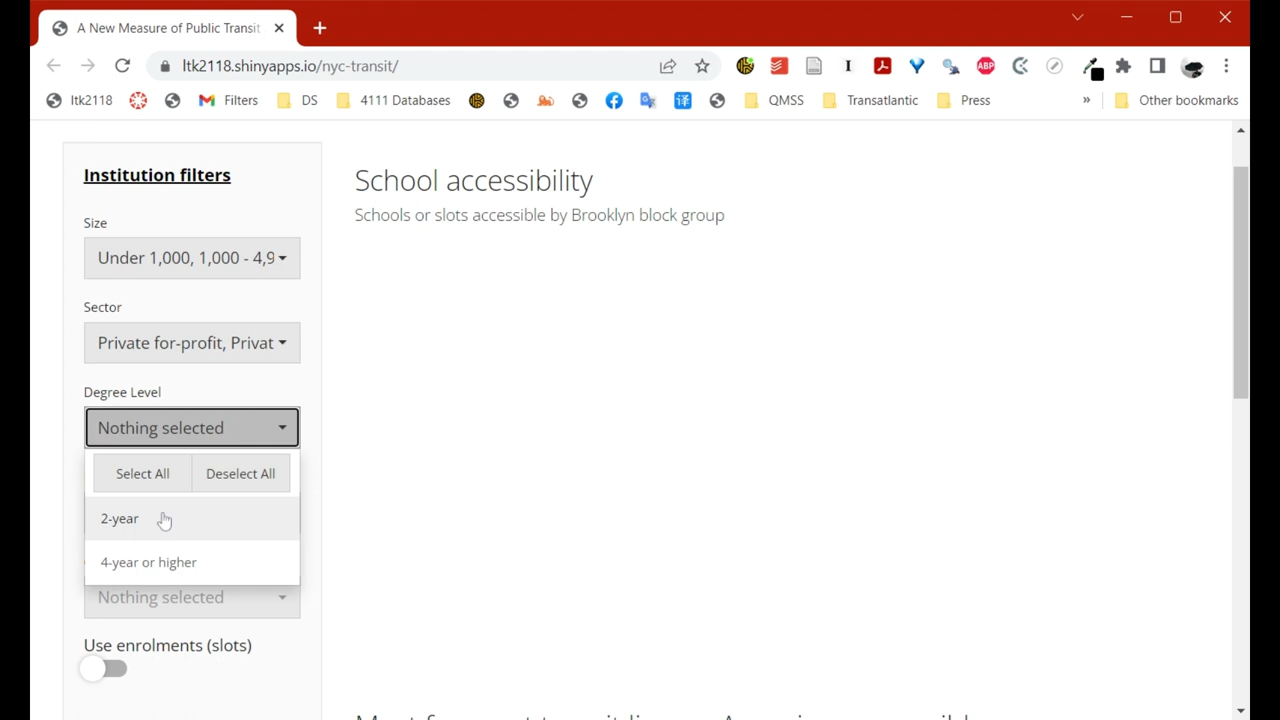 A New Measure of Public Transit
ltk2118.shinyapps.io/nyc-transit/
ABP
ltk2118
Filters
DS
4111 Databases
QMSS
Transatlantic
Press
»
Other bookmarks
Institution filters
Size
Under 1,000, 1,000 - 4,9
Sector
Private for-profit, Privat
Degree Level
Nothing selected
Select All
Deselect All
2-year
4-year or higher
Nothing selected
Use enrolments (slots)
School accessibility
Schools or slots accessible by Brooklyn block group